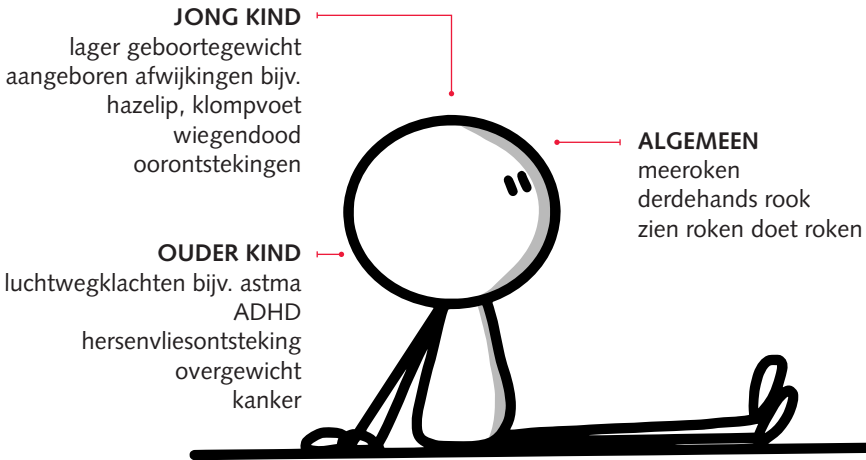 JONG KIND
lager geboortegewicht
aangeboren afwijkingen bijv.
hazelip, klompvoet
wiegendood
oorontstekingen
ALGEMEEN
meeroken
derdehands rook
zien roken doet roken
OUDER KIND
luchtwegklachten bijv. astma
ADHD
hersenvliesontsteking
overgewicht
kanker